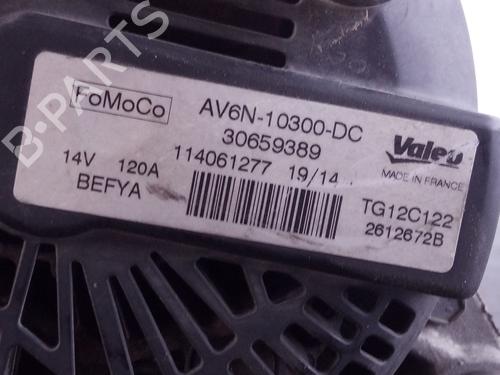 FoMoCo
AV6N-10300-DC
30659389
Valeo
14V 120A
114061277 19/14
MADE IN FRANCE
BEFYA
TG12C122
2612672B
B-PARTS